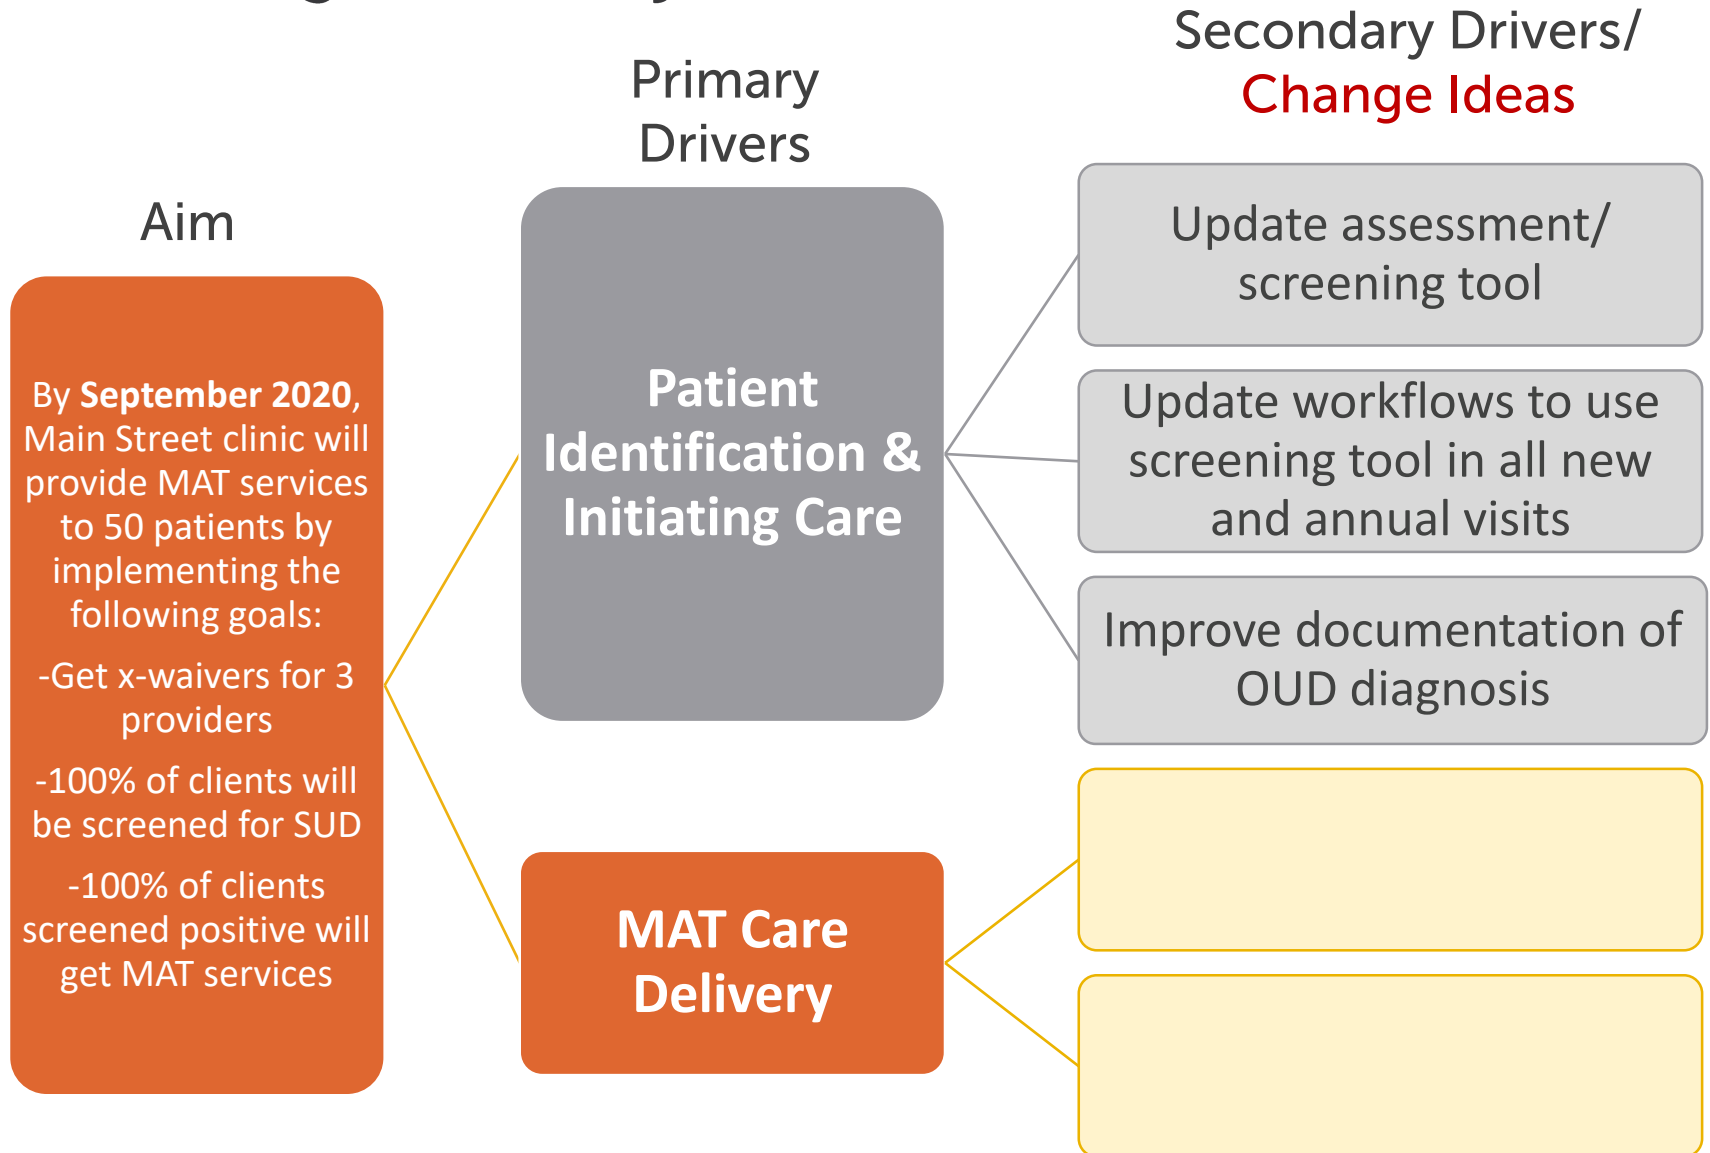 Aim
Primary
Drivers
Secondary Drivers/
Change Ideas
By September 2020,
Main Street clinic will
provide MAT services
to 50 patients by
implementing the
following goals:
-Get x-waivers for 3
providers
-100% of clients will
be screened for SUD
-100% of clients
screened positive will
get MAT services
Patient
Identification &
Initiating Care
MAT Care
Delivery
Update assessment/
screening tool
Update workflows to use
screening tool in all new
and annual visits
Improve documentation of
OUD diagnosis